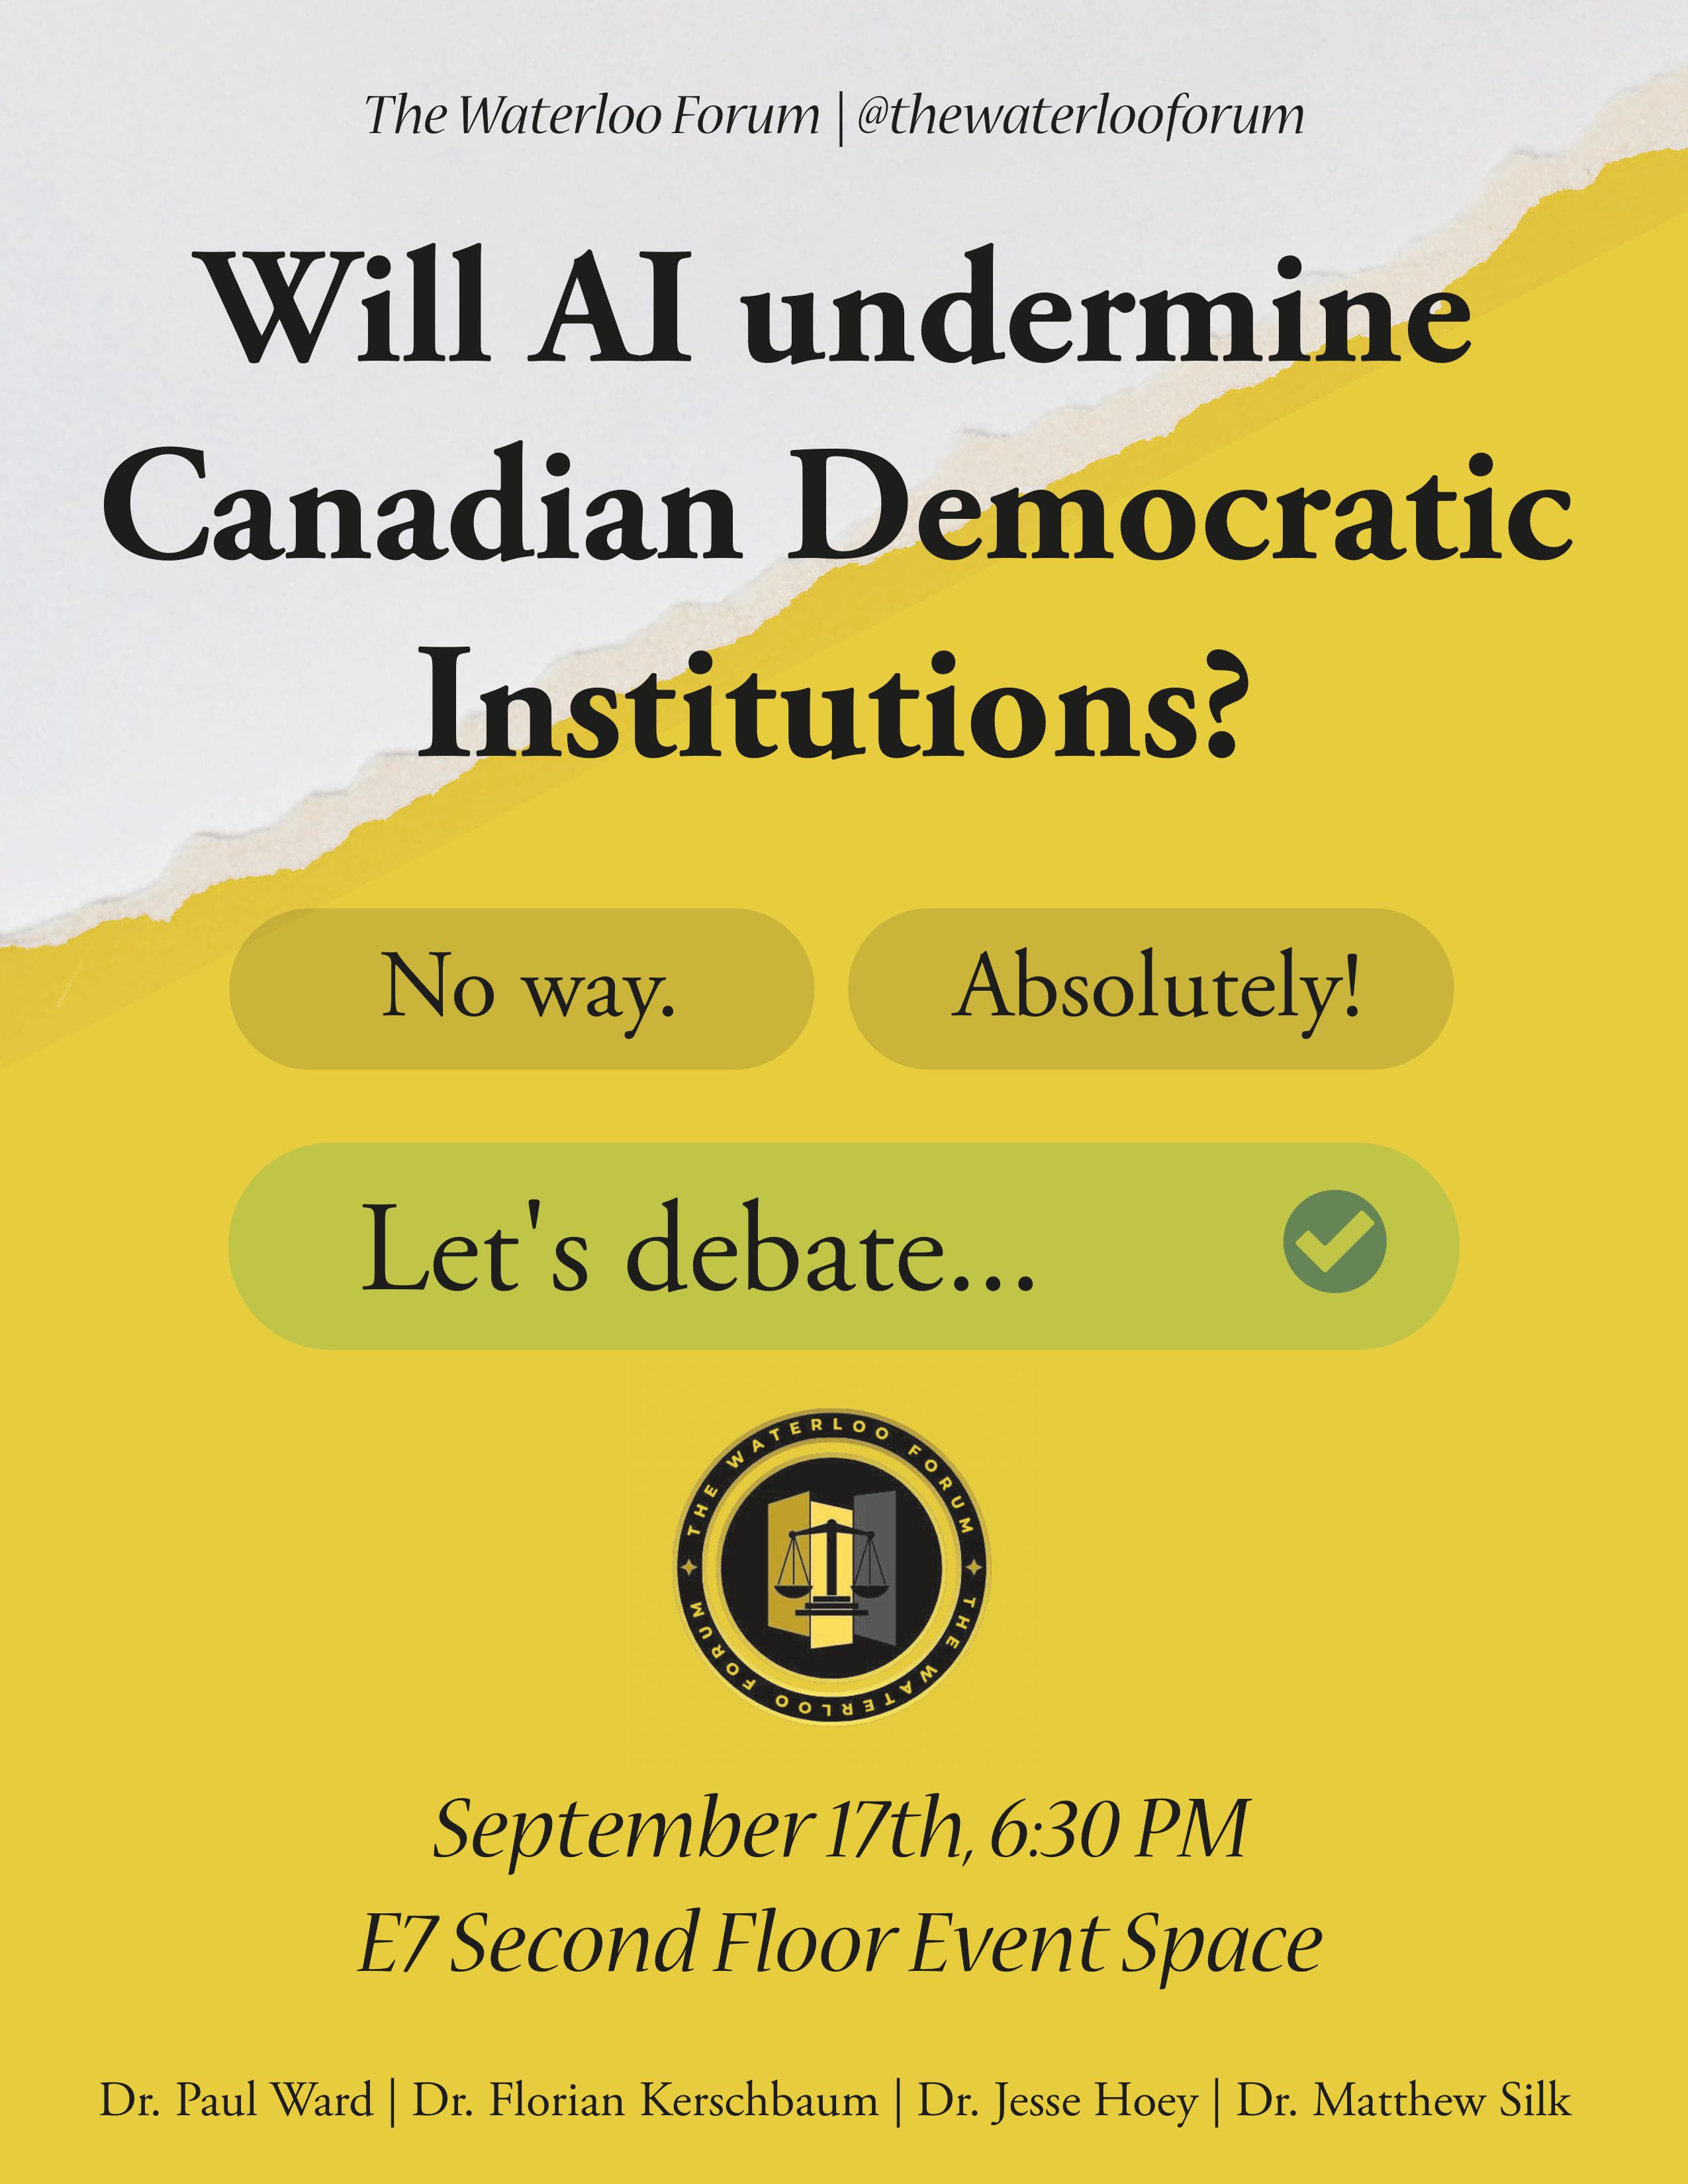 The Waterloo Forum | @thewaterlooforum
Will AI undermine
Canadian Democratic
Institutions?
No way.
Absolutely!
Let's debate...
THE WATERLOO FORUM
THE WATERLOO FORUM
September 17th, 6:30 PM
E7 Second Floor Event Space
Dr. Paul Ward | Dr. Florian Kerschbaum | Dr. Jesse Hoey | Dr. Matthew Silk